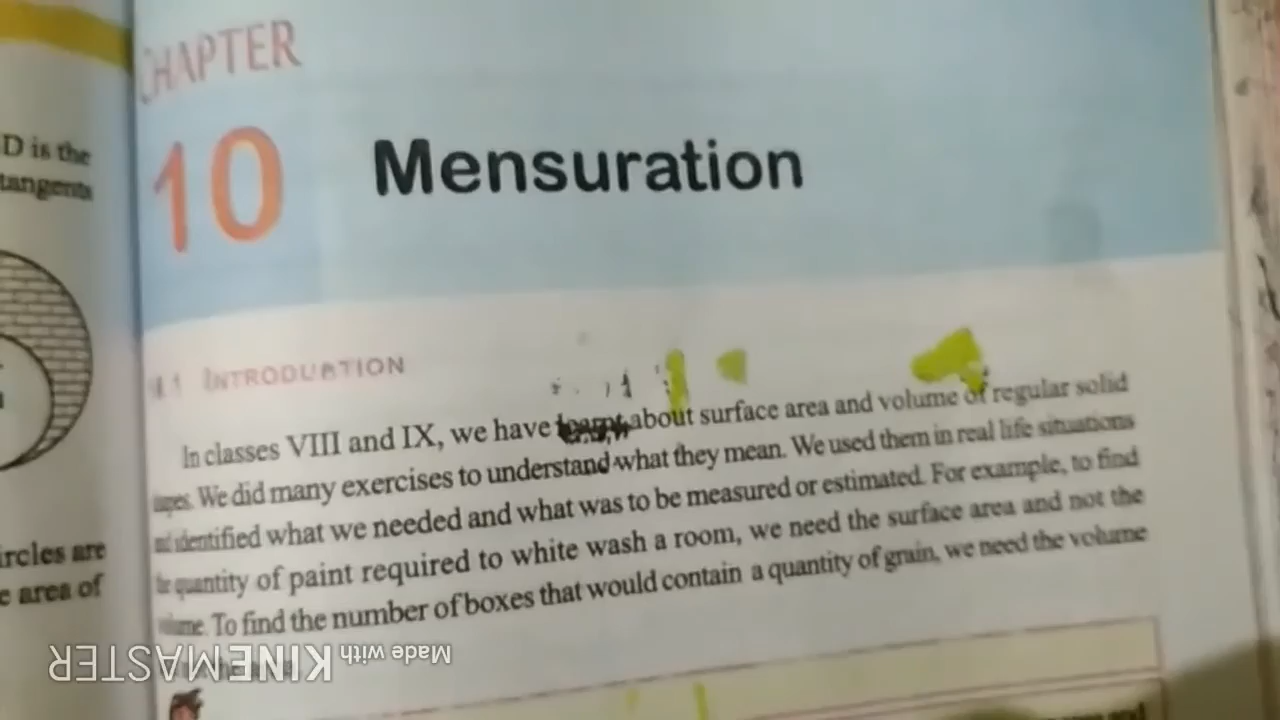 D is the
tangents
ircles are
e area of
CHAPTER
10
Mensuration
INTRODUCTION
In classes VIII and IX, we have learnt about surface area and volume of regular solid
We did many exercises to understand what they mean. We used them in real life situations
identified what we needed and what was to be measured or estimated. For example, to find
quantity of paint required to white wash a room, we need the surface area and not the
To find the number of boxes that would contain a quantity of grain, we need the volume
Made with KINEMASTER